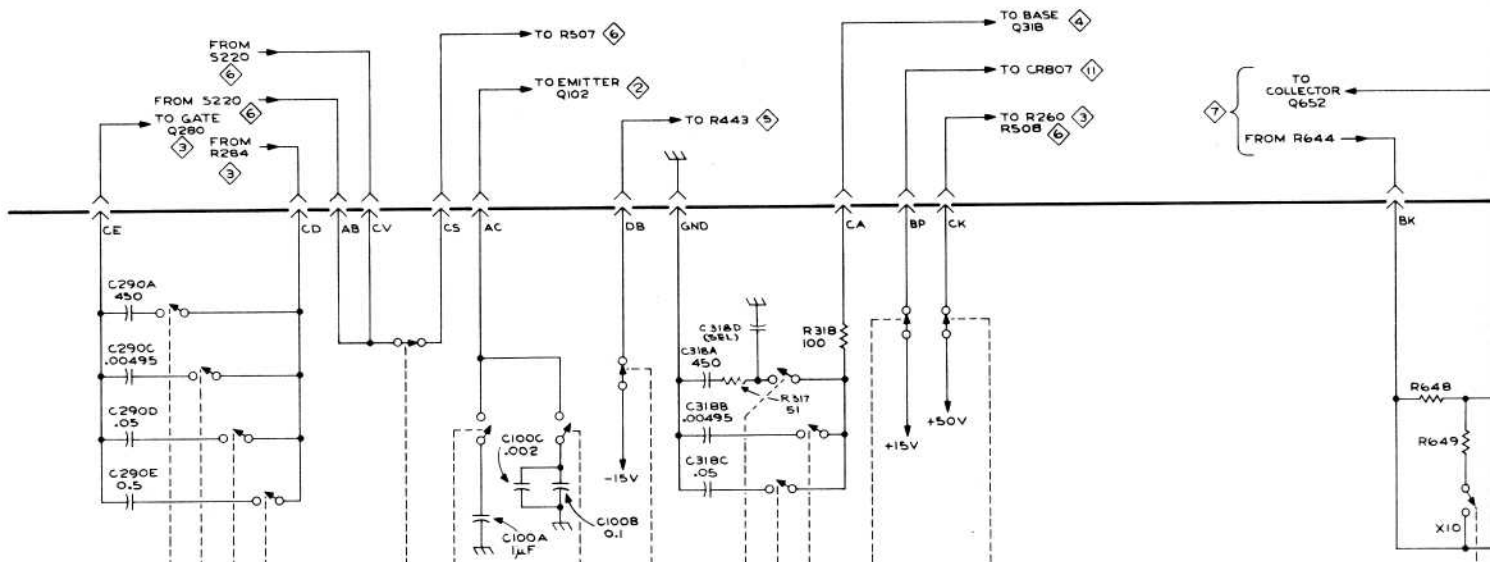 FROM
S220
6
FROM S220
6
TO GATE
Q280
3
FROM
R284
3
TO R507 6
TO EMITTER 2
Q102
TO R443 5
TO BASE 4
Q318
TO CR807 11
TO R260 3
R508 6
7
TO
COLLECTOR
Q652
FROM R644
CE
CD
AB
CV
CS
AC
DB
GND
CA
BP
CK
BK
C290A
450
C290C
.00495
C290D
.05
C290E
0.5
C100C
.002
C100A
1µF
C100B
0.1
-15V
C318D
(SEL)
C318A
450
R317
51
C318B
.00495
C318C
.05
R318
100
+15V
+50V
R648
R649
X10